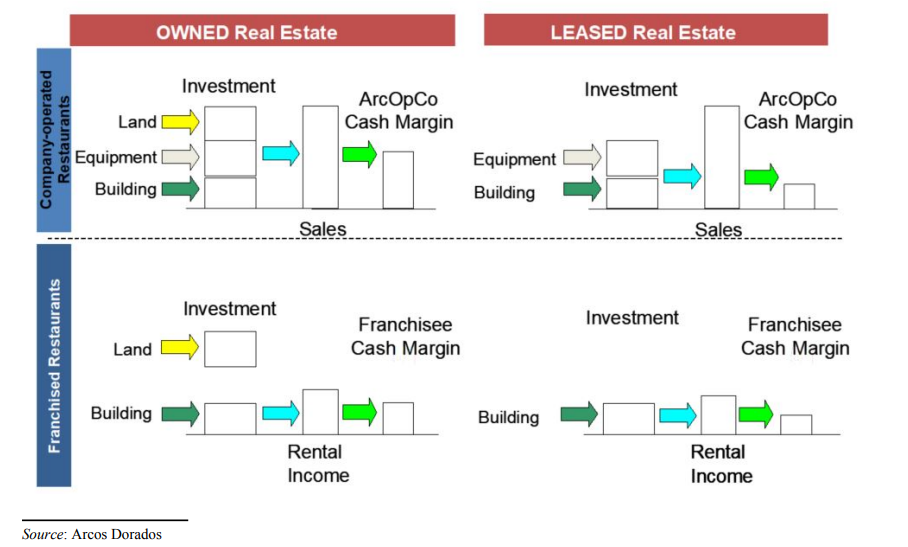 OWNED Real Estate
LEASED Real Estate
Company-operated
Restaurants
Investment
ArcOpCo
Cash Margin
Land
Equipment
Building
Sales
Investment
ArcOpCo
Cash Margin
Equipment
Building
Sales
Franchised Restaurants
Investment
Franchisee
Cash Margin
Land
Building
Rental
Income
Investment
Franchisee
Cash Margin
Building
Rental
Income
Source: Arcos Dorados